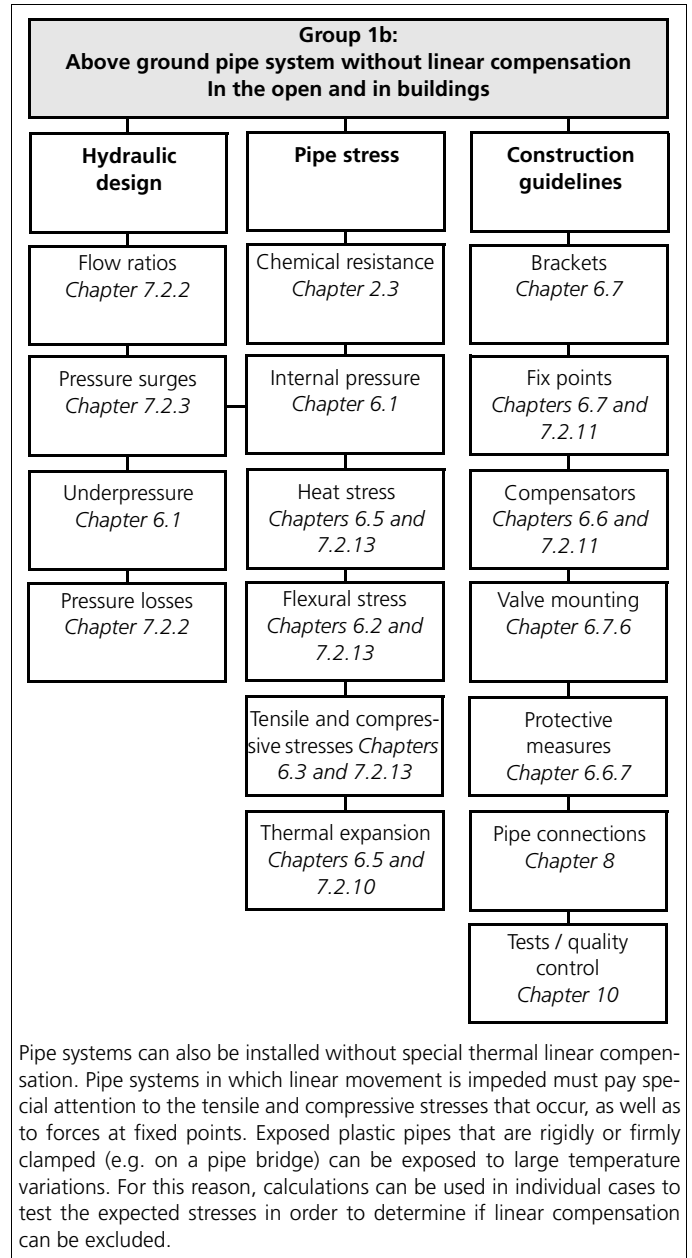 Group 1b:
Above ground pipe system without linear compensation
In the open and in buildings
Hydraulic
design
Flow ratios
Chapter 7.2.2
Pressure surges
Chapter 7.2.3
Underpressure
Chapter 6.1
Pressure losses
Chapter 7.2.2
Pipe stress
Chemical resistance
Chapter 2.3
Internal pressure
Chapter 6.1
Heat stress
Chapters 6.5 and
7.2.13
Flexural stress
Chapters 6.2 and
7.2.13
Tensile and compres-
sive stresses Chapters
6.3 and 7.2.13
Thermal expansion
Chapters 6.5 and
7.2.10
Construction
guidelines
Brackets
Chapter 6.7
Fix points
Chapters 6.7 and
7.2.11
Compensators
Chapters 6.6 and
7.2.11
Valve mounting
Chapter 6.7.6
Protective
measures
Chapter 6.6.7
Pipe connections
Chapter 8
Tests / quality
control
Chapter 10
Pipe systems can also be installed without special thermal linear compen-
sation. Pipe systems in which linear movement is impeded must pay spe-
cial attention to the tensile and compressive stresses that occur, as well as
to forces at fixed points. Exposed plastic pipes that are rigidly or firmly
clamped (e.g. on a pipe bridge) can be exposed to large temperature
variations. For this reason, calculations can be used in individual cases to
test the expected stresses in order to determine if linear compensation
can be excluded.